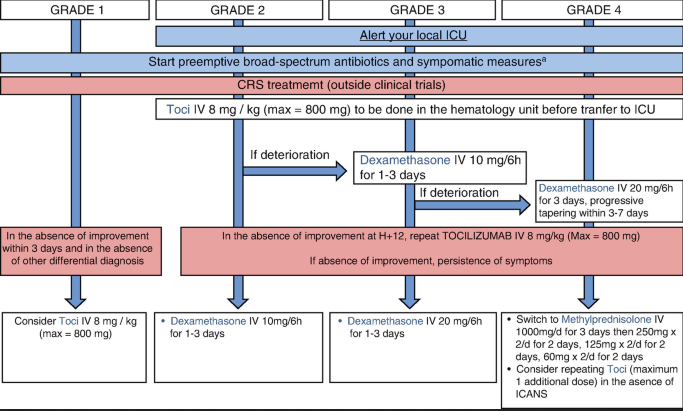 GRADE 1
GRADE 2
GRADE 3
GRADE 4
Alert your local ICU
Start preemptive broad-spectrum antibiotics and sympomatic measuresa
CRS treatment (outside clinical trials)
Toci IV 8 mg / kg (max = 800 mg) to be done in the hematology unit before tranfer to ICU
If deterioration
Dexamethasone IV 10 mg/6h
for 1-3 days
If deterioration
Dexamethasone IV 20 mg/6h
for 3 days, progressive
tapering within 3-7 days
In the absence of improvement
within 3 days and in the absence
of other differential diagnosis
In the absence of improvement at H+12, repeat TOCILIZUMAB IV 8 mg/kg (Max = 800 mg)
If absence of improvement, persistence of symptoms
Consider Toci IV 8 mg / kg
(max = 800 mg)
• Dexamethasone IV 10mg/6h
for 1-3 days
• Dexamethasone IV 20 mg/6h
for 1-3 days
• Switch to Methylprednisolone IV
1000mg/d for 3 days then 250mg x
2/d for 2 days, 125mg x 2/d for 2
days, 60mg x 2/d for 2 days
• Consider repeating Toci (maximum
1 additional dose) in the asence of
ICANS